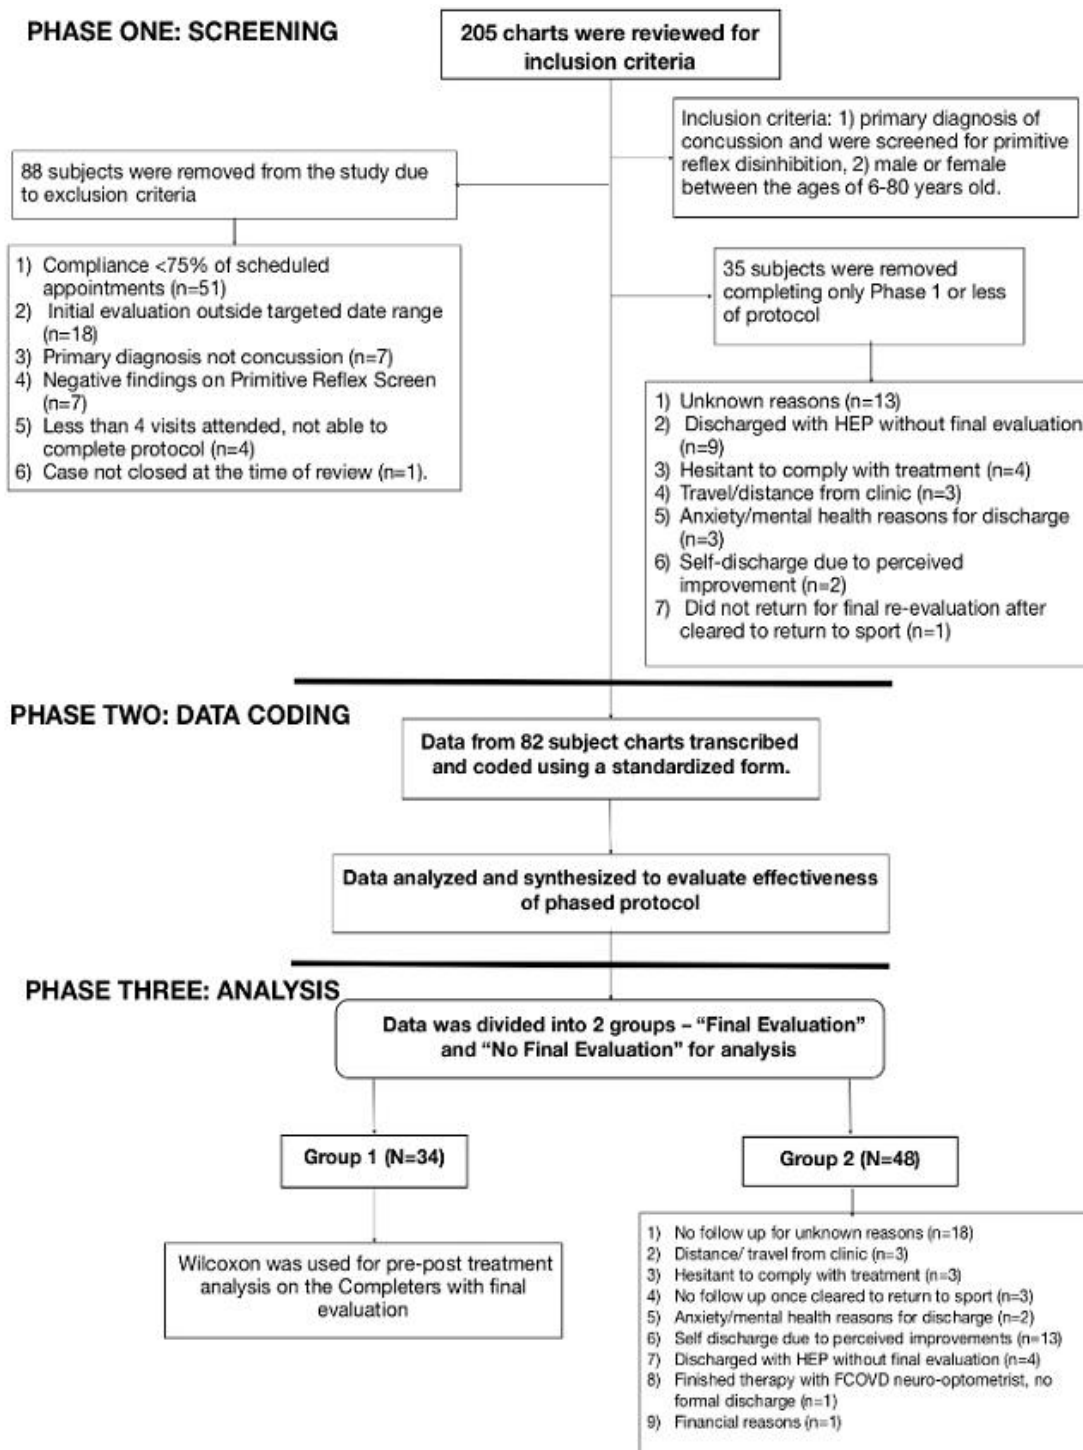 PHASE ONE: SCREENING
205 charts were reviewed for
inclusion criteria
Inclusion criteria: 1) primary diagnosis of
concussion and were screened for primitive
reflex disinhibition, 2) male or female
between the ages of 6-80 years old.
88 subjects were removed from the study due
to exclusion criteria
1) Compliance <75% of scheduled
appointments (n=51)
2) Initial evaluation outside targeted date range
(n=18)
3) Primary diagnosis not concussion (n=7)
4) Negative findings on Primitive Reflex Screen
(n=7)
5) Less than 4 visits attended, not able to
complete protocol (n=4)
6) Case not closed at the time of review (n=1).
35 subjects were removed
completing only Phase 1 or less
of protocol
1) Unknown reasons (n=13)
2) Discharged with HEP without final evaluation
(n=9)
3) Hesitant to comply with treatment (n=4)
4) Travel/distance from clinic (n=3)
5) Anxiety/mental health reasons for discharge
(n=3)
6) Self-discharge due to perceived
improvement (n=2)
7) Did not return for final re-evaluation after
cleared to return to sport (n=1)
PHASE TWO: DATA CODING
Data from 82 subject charts transcribed
and coded using a standardized form.
Data analyzed and synthesized to evaluate effectiveness
of phased protocol
PHASE THREE: ANALYSIS
Data was divided into 2 groups – “Final Evaluation”
and “No Final Evaluation” for analysis
Group 1 (N=34)
Group 2 (N=48)
Wilcoxon was used for pre-post treatment
analysis on the Completers with final
evaluation
1) No follow up for unknown reasons (n=18)
2) Distance/ travel from clinic (n=3)
3) Hesitant to comply with treatment (n=3)
4) No follow up once cleared to return to sport (n=3)
5) Anxiety/mental health reasons for discharge (n=2)
6) Self discharge due to perceived improvements (n=13)
7) Discharged with HEP without final evaluation (n=4)
8) Finished therapy with FCOVD neuro-optometrist, no
formal discharge (n=1)
9) Financial reasons (n=1)